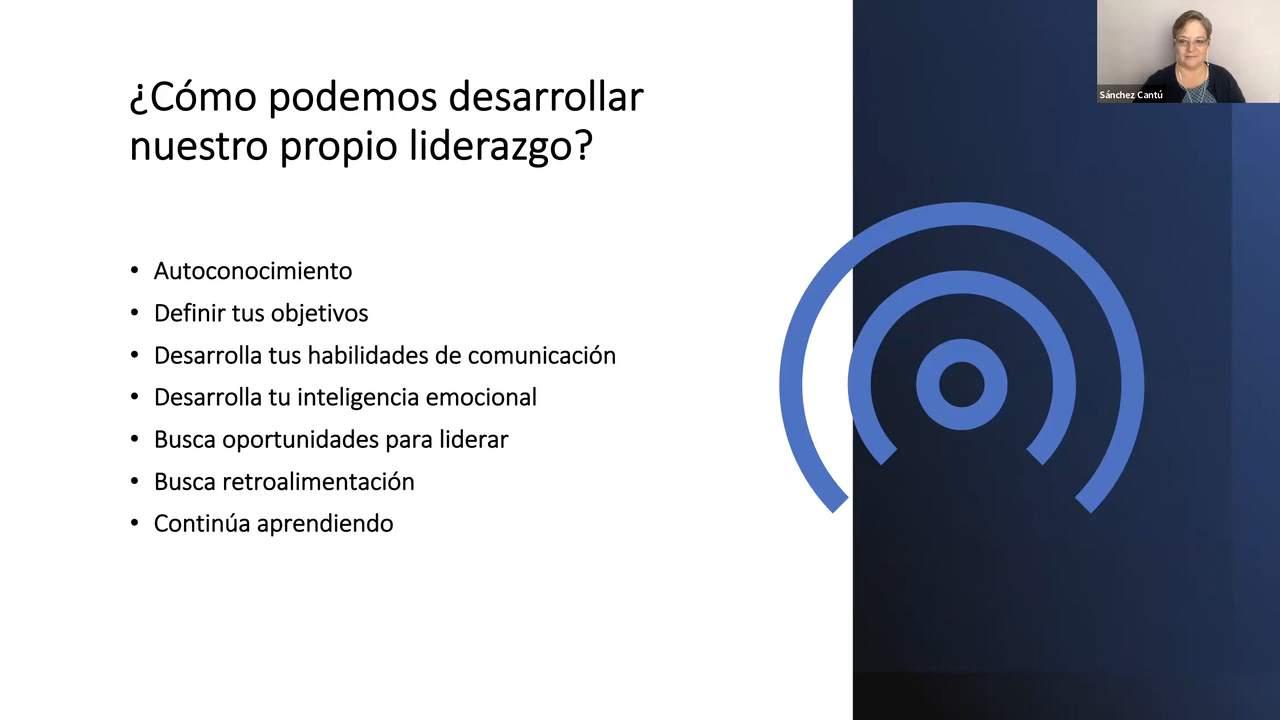 ¿Cómo podemos desarrollar
nuestro propio liderazgo?
• Autoconocimiento
• Definir tus objetivos
• Desarrolla tus habilidades de comunicación
• Desarrolla tu inteligencia emocional
• Busca oportunidades para liderar
• Busca retroalimentación
• Continúa aprendiendo
Sánchez Cantú